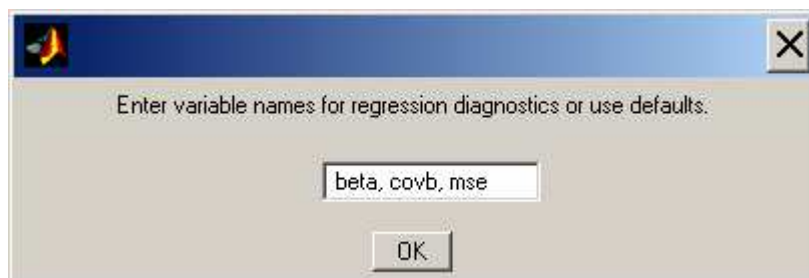 Enter variable names for regression diagnostics or use defaults.
beta, covb, mse
OK